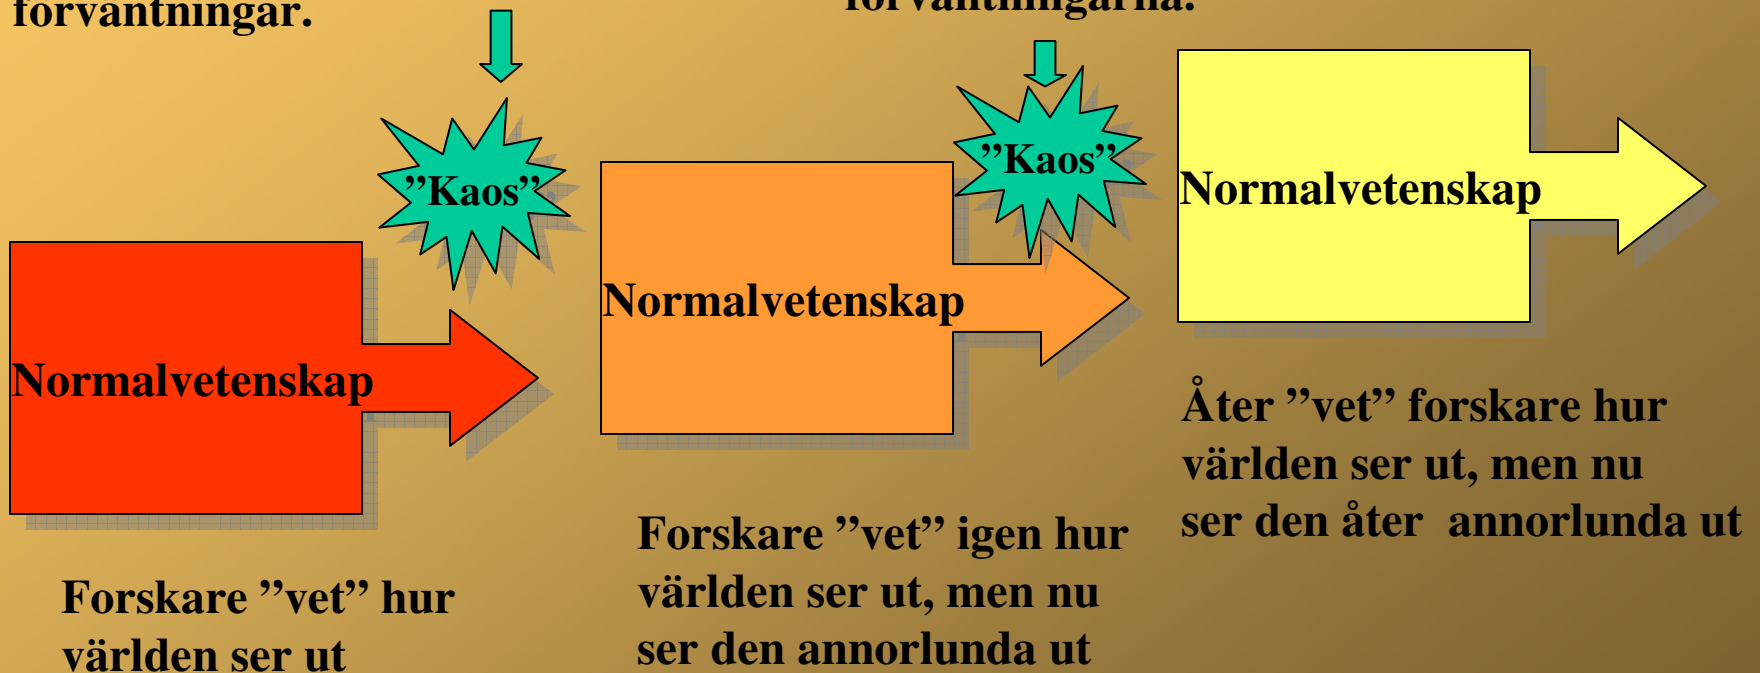 förväntningar.
förväntningarna.
”Kaos”
”Kaos”
Normalvetenskap
Normalvetenskap
Normalvetenskap
Forskare ”vet” hur
världen ser ut
Forskare ”vet” igen hur
världen ser ut, men nu
ser den annorlunda ut
Åter ”vet” forskare hur
världen ser ut, men nu
ser den åter  annorlunda ut